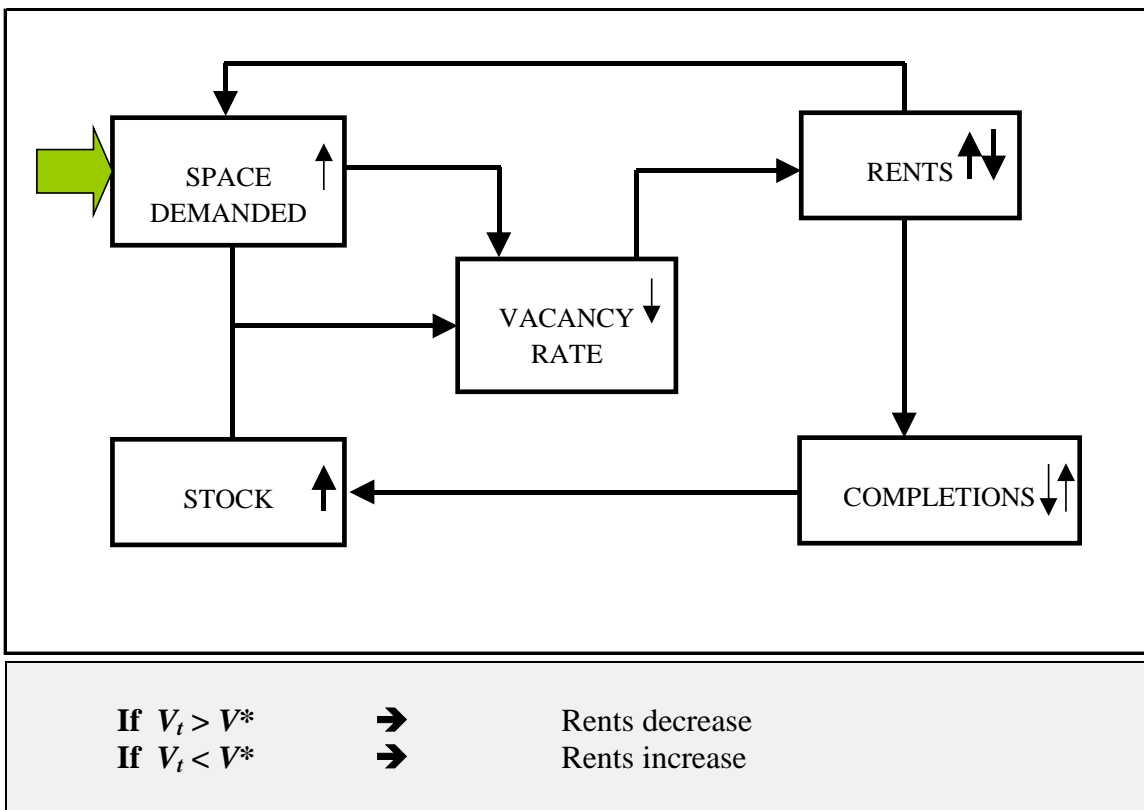 SPACE
DEMANDED
RENTS
VACANCY
RATE
STOCK
COMPLETIONS
If Vt > V* ➔ Rents decrease
If Vt < V* ➔ Rents increase